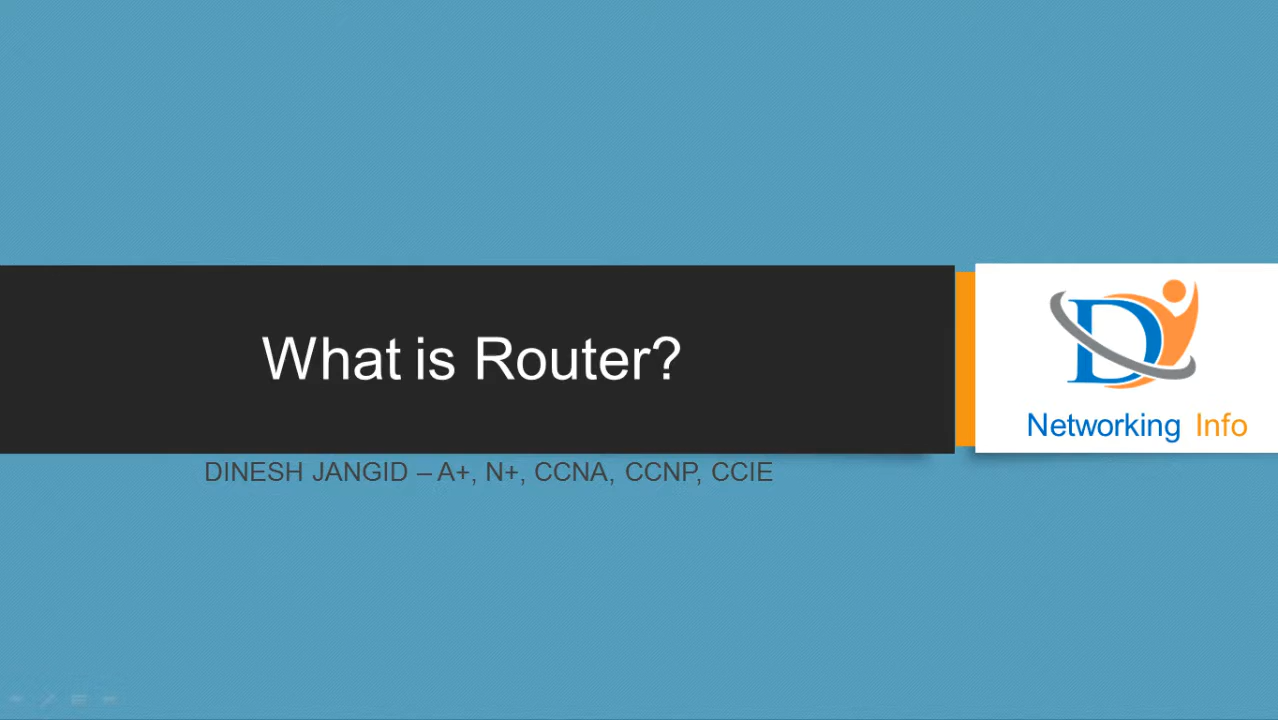 What is Router?
Networking Info
DINESH JANGID – A+, N+, CCNA, CCNP, CCIE